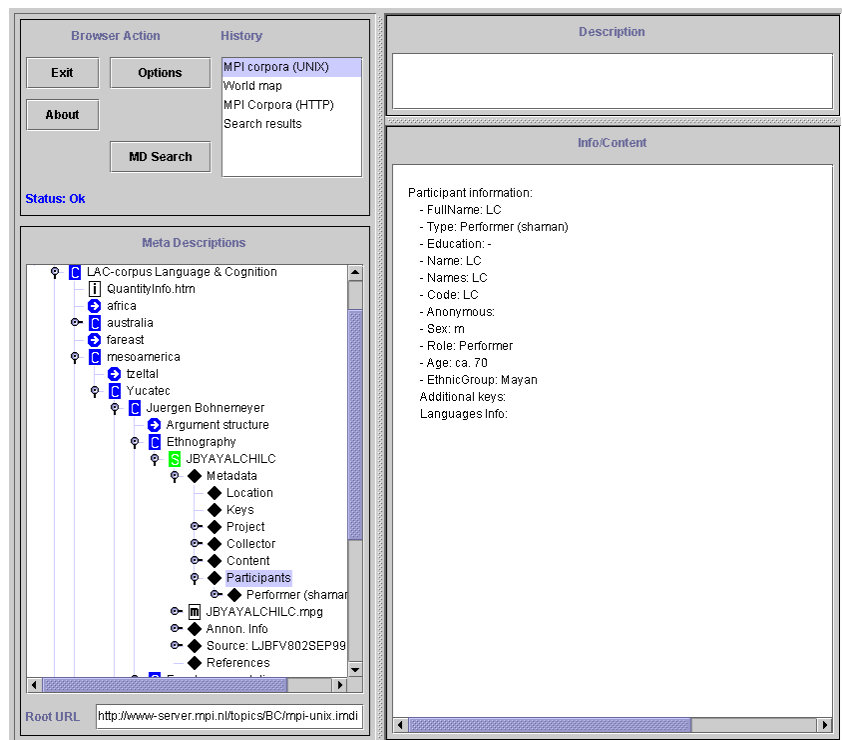 Browser Action
History
Exit
Options
About
MD Search
MPI corpora (UNIX)
World map
MPI Corpora (HTTP)
Search results
Status: Ok
Meta Descriptions
C LAC-corpus Language & Cognition
i QuantityInfo.htm
africa
C australia
fareast
C mesoamerica
tzeltal
C Yucatec
C Juergen Bohnemeyer
Argument structure
C Ethnography
S JBYAYALCHILC
Metadata
Location
Keys
Project
Collector
Content
Participants
Performer (shaman
m JBYAYALCHILC.mpg
Annon. Info
Source: LJBFV802SEP99
References
Root URL
http://www-server.mpi.nl/topics/BC/mpi-unix.imdi
Description
Info/Content
Participant information:
- FullName: LC
- Type: Performer (shaman)
- Education: -
- Name: LC
- Names: LC
- Code: LC
- Anonymous:
- Sex: m
- Role: Performer
- Age: ca. 70
- EthnicGroup: Mayan
Additional keys:
Languages Info: